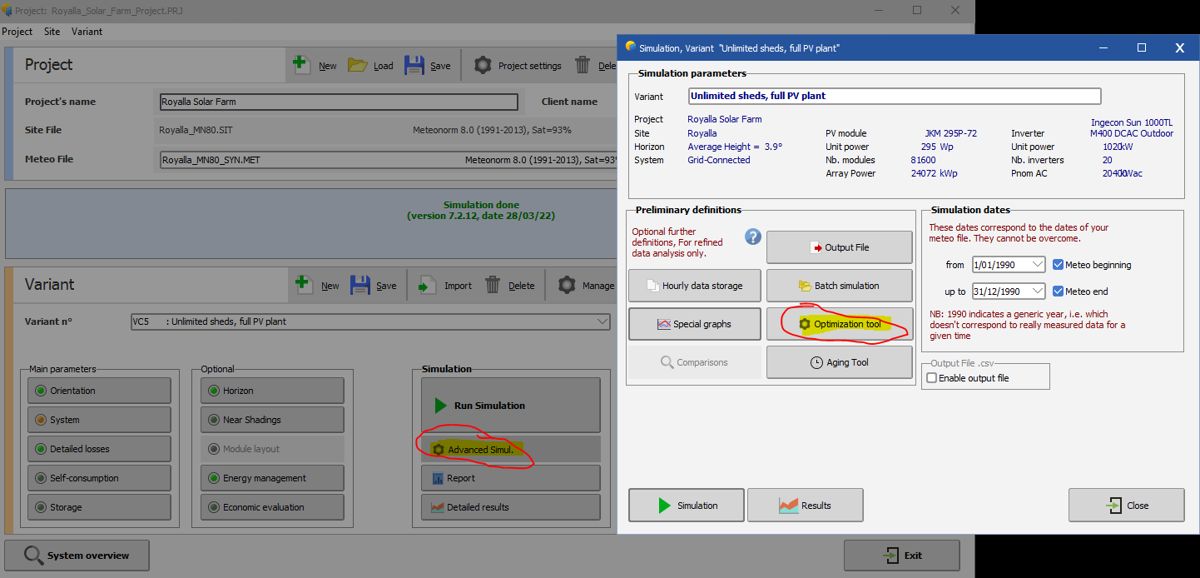 Project: Royalla_Solar_Farm_Project.PRJ
Project Site Variant
Project
New Load Save Project settings Dele
Project's name Royalla Solar Farm Client name
Site File Royalla_MN80.SIT Meteonorm 8.0 (1991-2013), Sat=93%
Meteo File Royalla_MN80_SYN.MET Meteonorm 8.0 (1991-2013), Sat=93%
Simulation done
(version 7.2.12, date 28/03/22)
Variant
New Save Import Delete Manage
Variant n° VC5 : Unlimited sheds, full PV plant
Main parameters
Orientation
System
Detailed losses
Self-consumption
Storage
Optional
Horizon
Near Shadings
Module layout
Energy management
Economic evaluation
Simulation
Run Simulation
Advanced Simul.
Report
Detailed results
System overview
Exit
Simulation, Variant "Unlimited sheds, full PV plant"
Simulation parameters
Variant Unlimited sheds, full PV plant
Project Royalla Solar Farm
Site Royalla
Horizon Average Height = 3.9°
System Grid-Connected
PV module JKM 295P-72
Unit power 295 Wp
Nb. modules 81600
Array Power 24072 kWp
Ingecon Sun 1000TL
Inverter M400 DCAC Outdoor
Unit power 1020kW
Nb. inverters 20
Pnom AC 20400kWac
Preliminary definitions
Optional further
definitions, For refined
data analysis only.
Output File
Hourly data storage
Batch simulation
Special graphs
Optimization tool
Comparisons
Aging Tool
Simulation dates
These dates correspond to the dates of your
meteo file. They cannot be overcome.
from 1/01/1990 Meteo beginning
up to 31/12/1990 Meteo end
NB: 1990 indicates a generic year, i.e. which
doesn't correspond to really measured data for a
given time
Output File .csv
Enable output file
Simulation
Results
Close